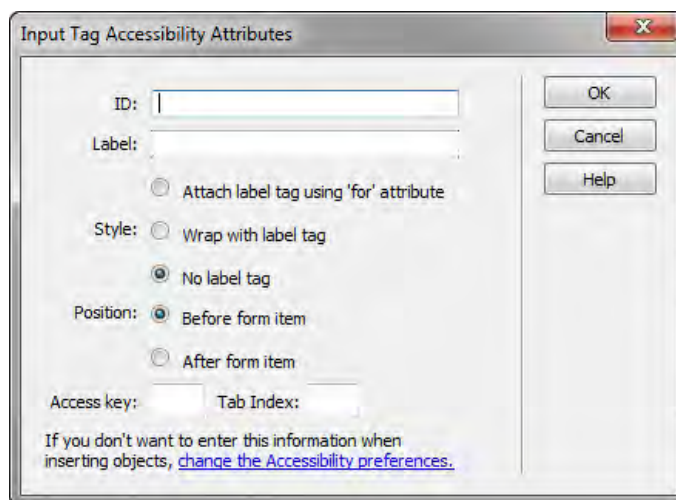 Input Tag Accessibility Attributes
ID:
OK
Label:
Cancel
Attach label tag using 'for' attribute
Help
Style:
Wrap with label tag
No label tag
Position:
Before form item
After form item
Access key:
Tab Index:
If you don't want to enter this information when
inserting objects, change the Accessibility preferences.